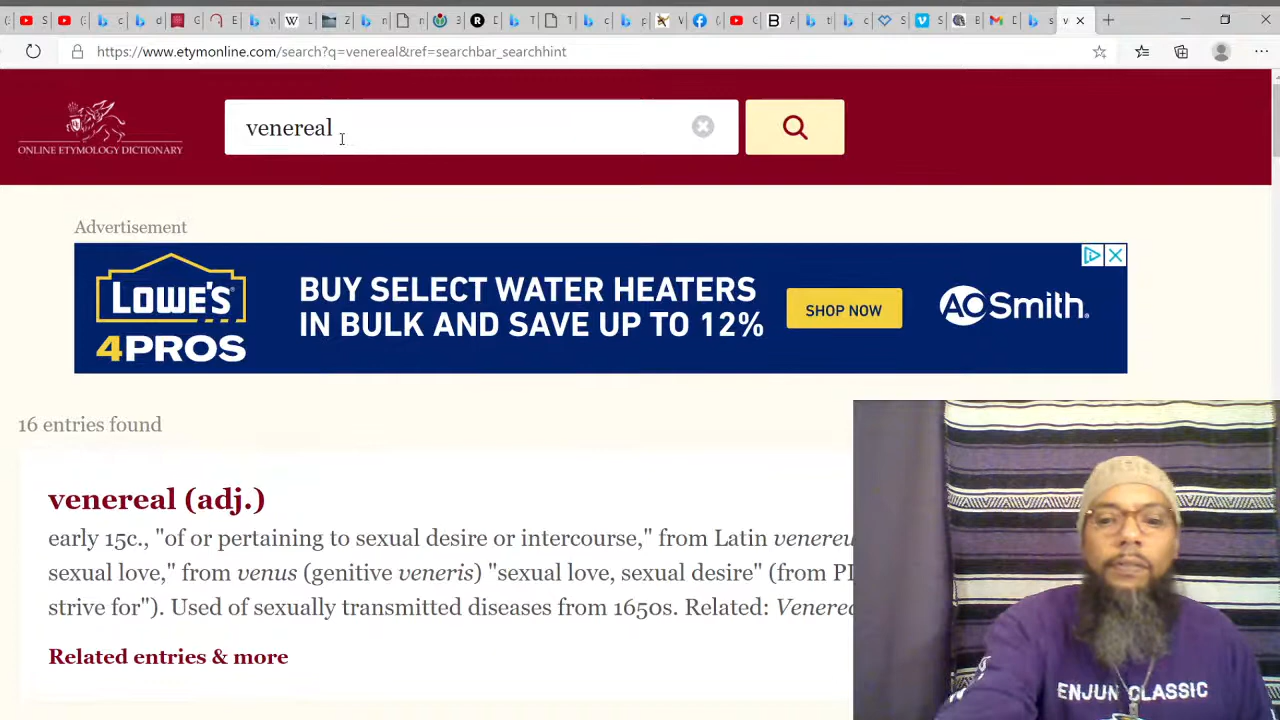 https://www.etymonline.com/search?q=venereal&ref=searchbar_searchhint
ONLINE ETYMOLOGY DICTIONARY
venereal
Advertisement
LOWE'S
4PROS
BUY SELECT WATER HEATERS
IN BULK AND SAVE UP TO 12%
SHOP NOW
AO Smith.
16 entries found
venereal (adj.)
early 15c., "of or pertaining to sexual desire or intercourse," from Latin venereu
sexual love," from venus (genitive veneris) "sexual love, sexual desire" (from PI
strive for"). Used of sexually transmitted diseases from 1650s. Related: Venerea
Related entries & more
ENJUN CLASSIC